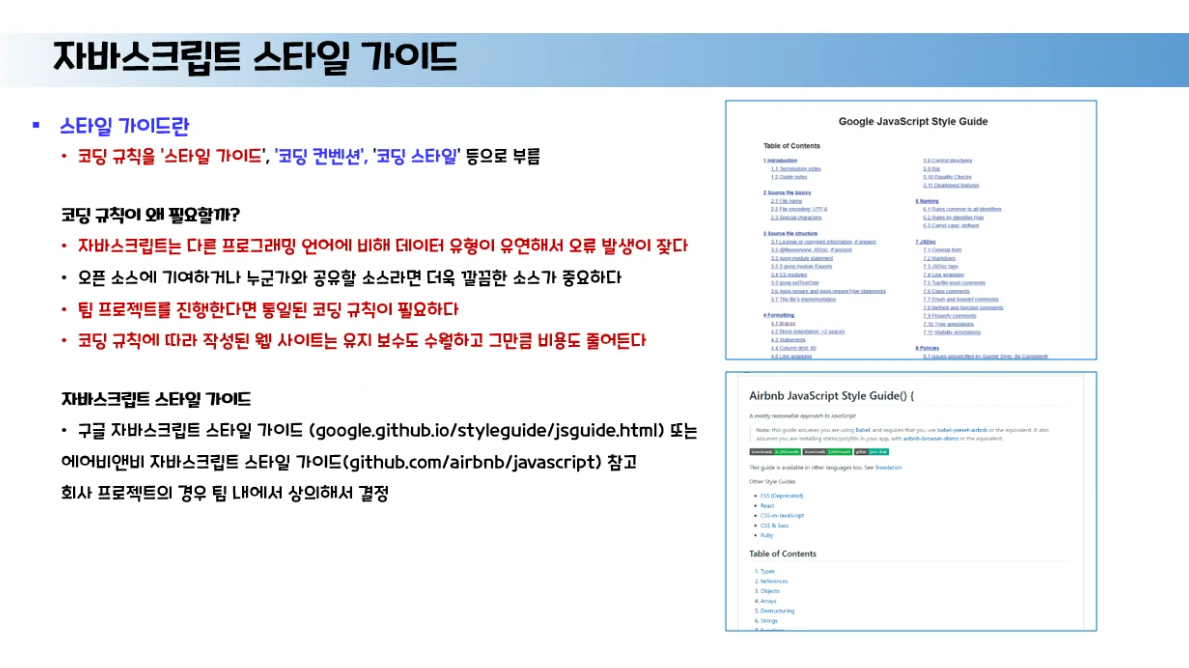 자바스크립트 스타일 가이드
▪ 스타일 가이드란
• 코딩 규칙을 '스타일 가이드', '코딩 컨벤션', '코딩 스타일' 등으로 부름
코딩 규칙이 왜 필요할까?
• 자바스크립트는 다른 프로그래밍 언어에 비해 데이터 유형이 유연해서 오류 발생이 잦다
• 오픈 소스에 기여하거나 누군가와 공유할 소스라면 더욱 깔끔한 소스가 중요하다
• 팀 프로젝트를 진행한다면 통일된 코딩 규칙이 필요하다
• 코딩 규칙에 따라 작성된 웹 사이트는 유지 보수도 수월하고 그만큼 비용도 줄어든다
자바스크립트 스타일 가이드
• 구글 자바스크립트 스타일 가이드 (google.github.io/styleguide/jsguide.html) 또는
에어비앤비 자바스크립트 스타일 가이드(github.com/airbnb/javascript) 참고
회사 프로젝트의 경우 팀 내에서 상의해서 결정
Google JavaScript Style Guide
Table of Contents
1 Introduction
1.1 Terminology notes
1.2 Guide notes
2 Source file basics
2.1 File name
2.2 File encoding: UTF-8
2.3 Special characters
3 Source file structure
3.1 License or copyright information, if present
3.2 @fileoverview JSDoc, if present
3.3 goog.module statement
3.4 ES modules
3.5 goog.setTestOnly
3.6 goog.require and goog.requireType statements
3.7 The file's implementation
4 Formatting
4.1 Braces
4.2 Block indentation: +2 spaces
4.3 Statements
4.4 Column limit: 80
4.5 Line-wrapping
5.8 Control structures
5.9 this
5.10 Equality Checks
5.11 Disallowed features
6 Naming
6.1 Rules common to all identifiers
6.2 Rules by identifier type
6.3 Camel case: defined
7 JSDoc
7.1 General form
7.2 Markdown
7.3 JSDoc tags
7.4 Line wrapping
7.5 Top/file-level comments
7.6 Class comments
7.7 Enum and typedef comments
7.8 Method and function comments
7.9 Property comments
7.10 Type annotations
7.11 Visibility annotations
8 Policies
8.1 Issues unspecified by Google Style: Be Consistent!
Airbnb JavaScript Style Guide() {
A mostly reasonable approach to JavaScript
Note: this guide assumes you are using Babel, and requires that you use babel-preset-airbnb or the equivalent. It also
assumes you are installing shims/polyfills in your app, with airbnb-browser-shims or the equivalent.
This guide is available in other languages too. See Translation
Other Style Guides
• ES5 (Deprecated)
• React
• CSS-in-JavaScript
• CSS & Sass
• Ruby
Table of Contents
1. Types
2. References
3. Objects
4. Arrays
5. Destructuring
6. Strings